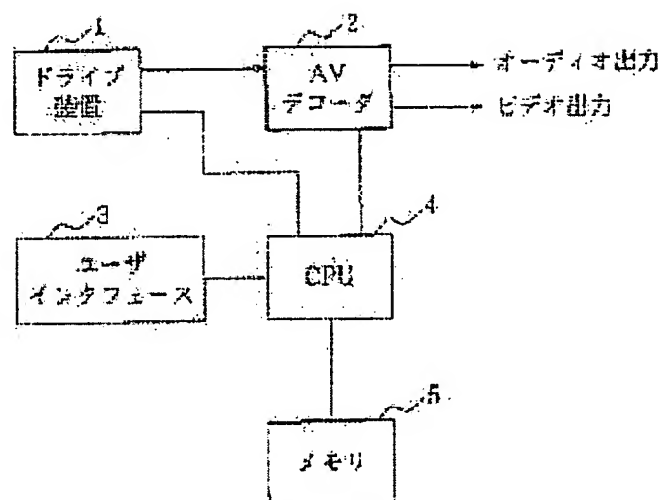 1
ドライブ
装置
2
AV
デコーダ
オーディオ出力
ビデオ出力
3
ユーザ
インタフェース
4
CPU
5
メモリ